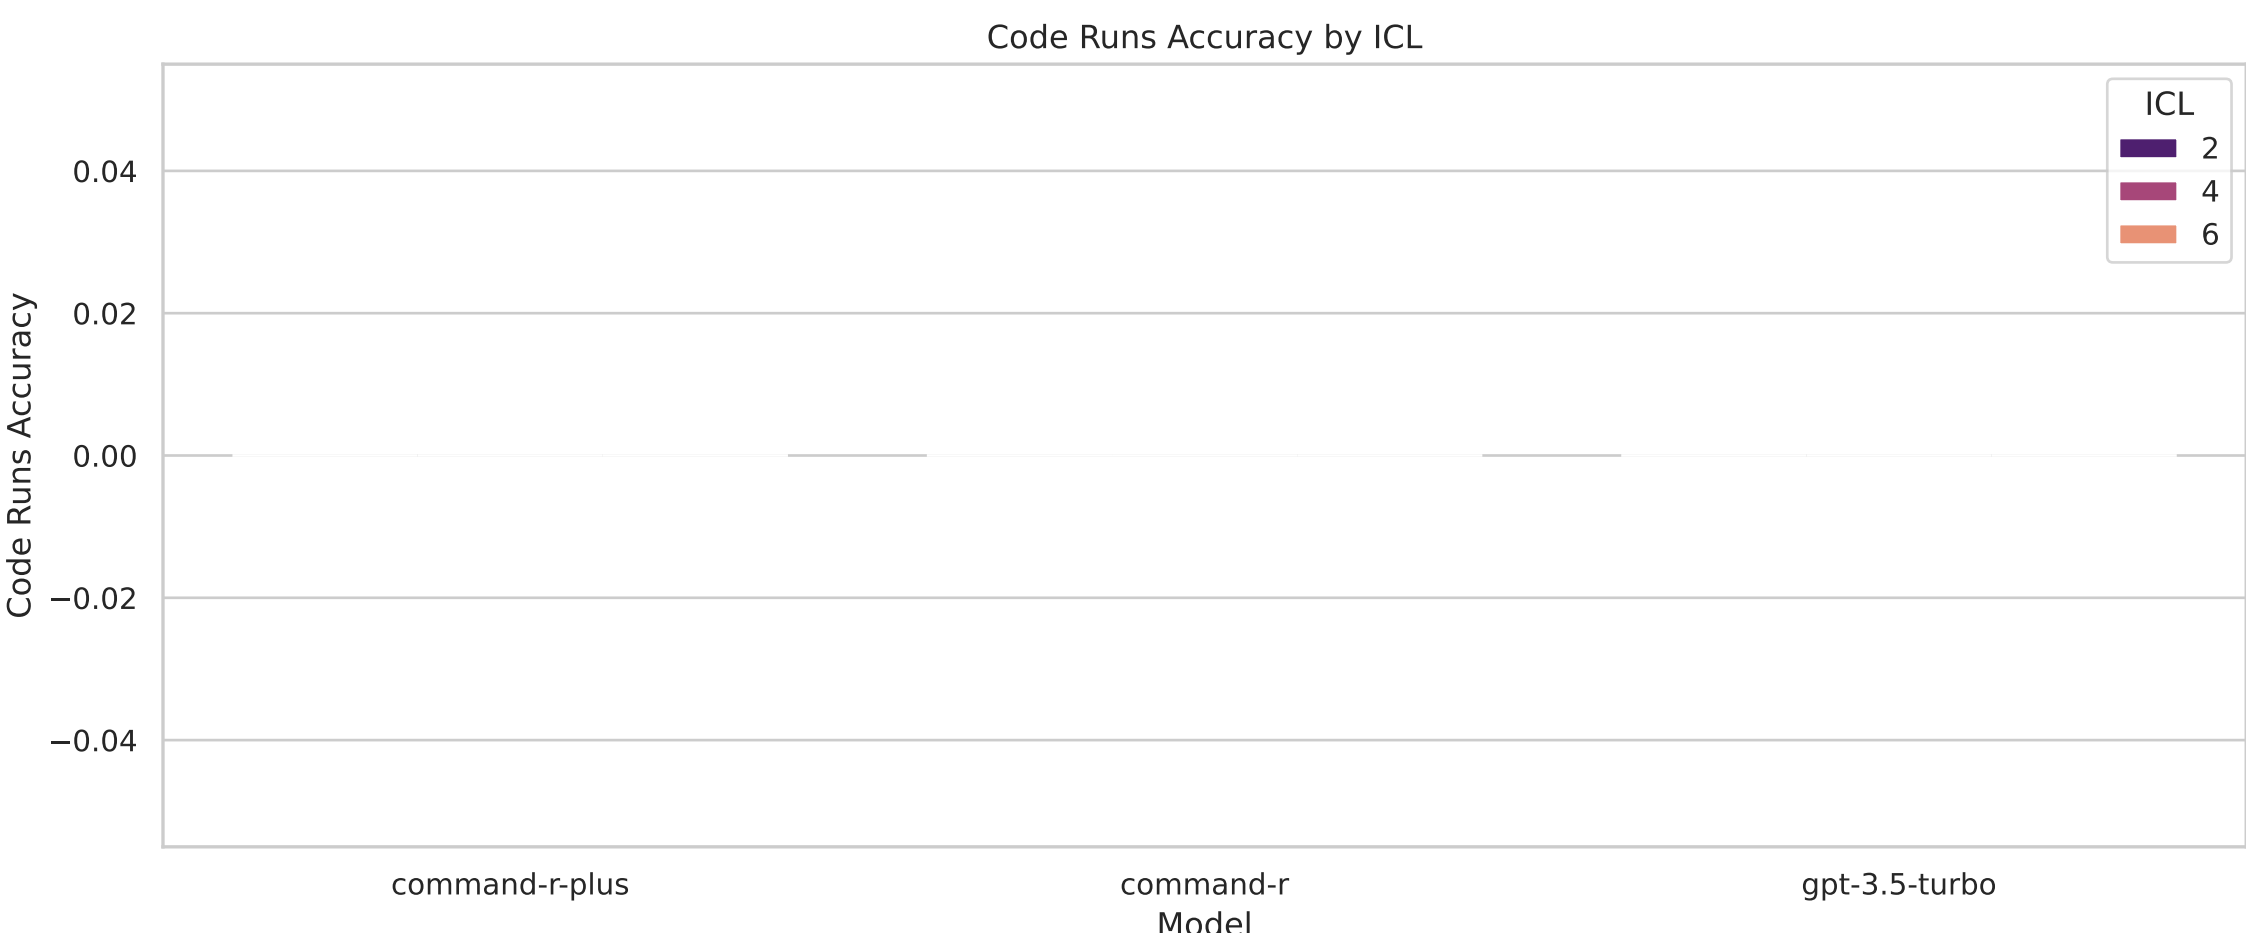 Code Runs Accuracy by ICL
ICL
2
4
6
0.04
0.02
0.00
−0.02
−0.04
Code Runs Accuracy
command-r-plus
command-r
gpt-3.5-turbo
Model